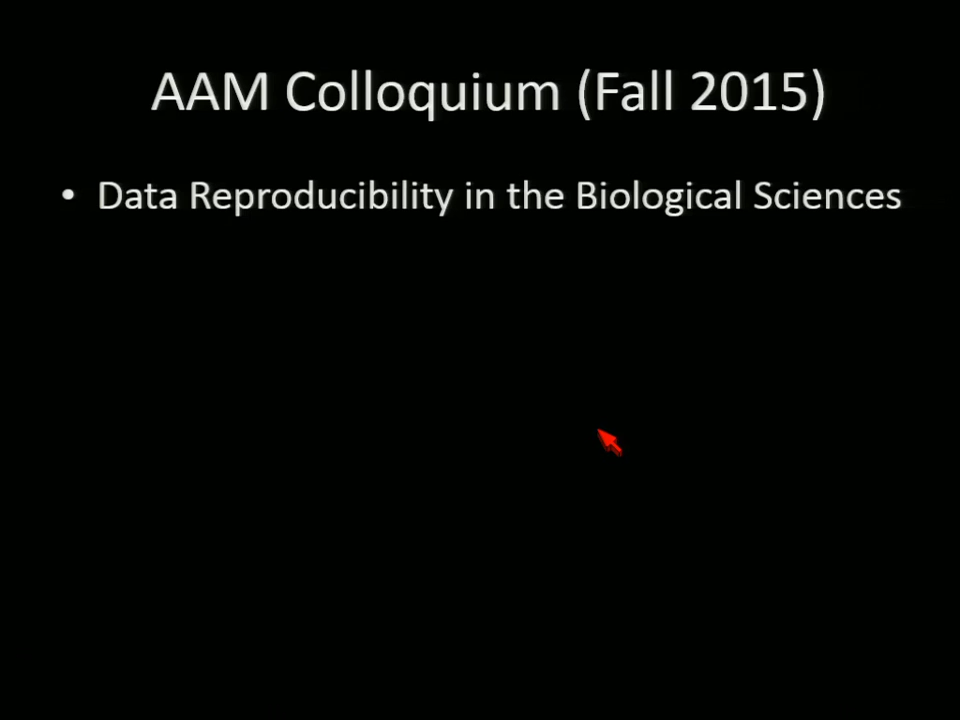 AAM Colloquium (Fall 2015)
• Data Reproducibility in the Biological Sciences